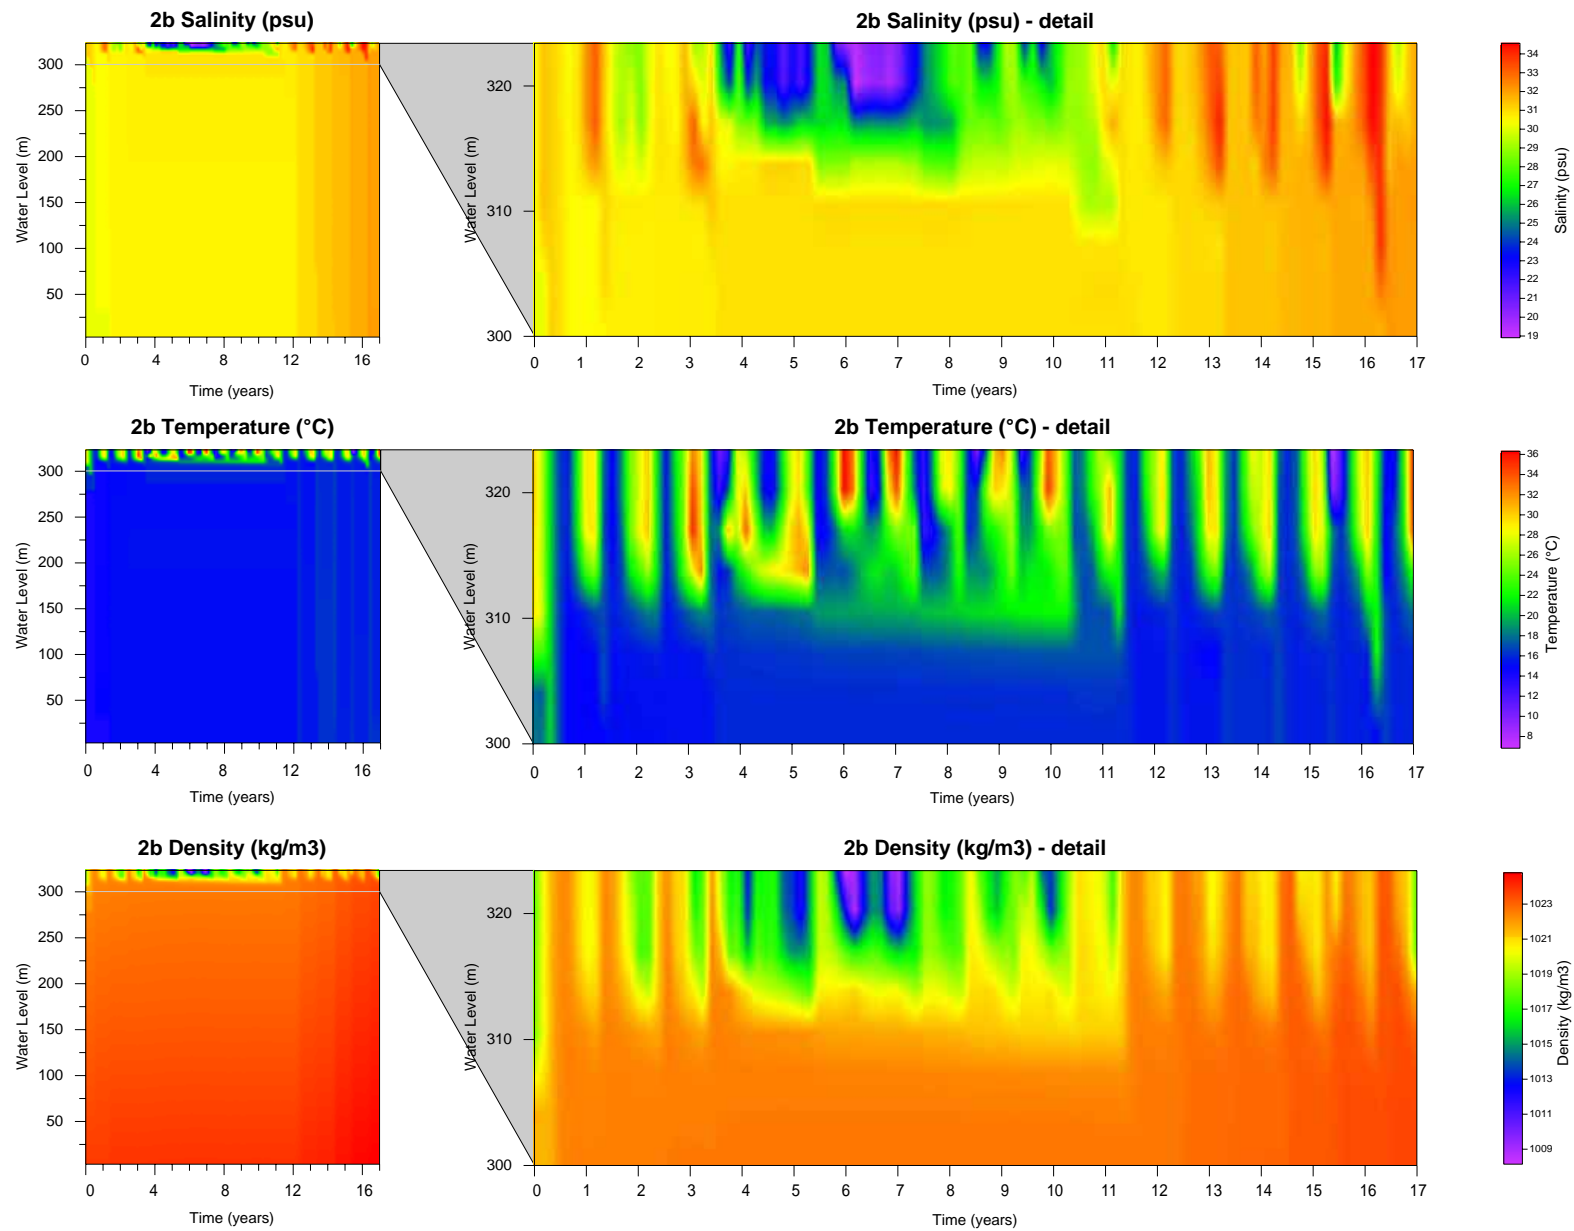 2b Salinity (psu)
2b Salinity (psu) - detail
Water Level (m)
300
250
200
150
100
50
0 4 8 12 16
Time (years)
Water Level (m)
320
310
300
0 1 2 3 4 5 6 7 8 9 10 11 12 13 14 15 16 17
Time (years)
34
33
32
31
30
29
28
27
26
25
24
23
22
21
20
19
Salinity (psu)
2b Temperature (°C)
2b Temperature (°C) - detail
Water Level (m)
300
250
200
150
100
50
0 4 8 12 16
Time (years)
Water Level (m)
320
310
300
0 1 2 3 4 5 6 7 8 9 10 11 12 13 14 15 16 17
Time (years)
36
34
32
30
28
26
24
22
20
18
16
14
12
10
8
Temperature (°C)
2b Density (kg/m3)
2b Density (kg/m3) - detail
Water Level (m)
300
250
200
150
100
50
0 4 8 12 16
Time (years)
Water Level (m)
320
310
300
0 1 2 3 4 5 6 7 8 9 10 11 12 13 14 15 16 17
Time (years)
1023
1021
1019
1017
1015
1013
1011
1009
Density (kg/m3)